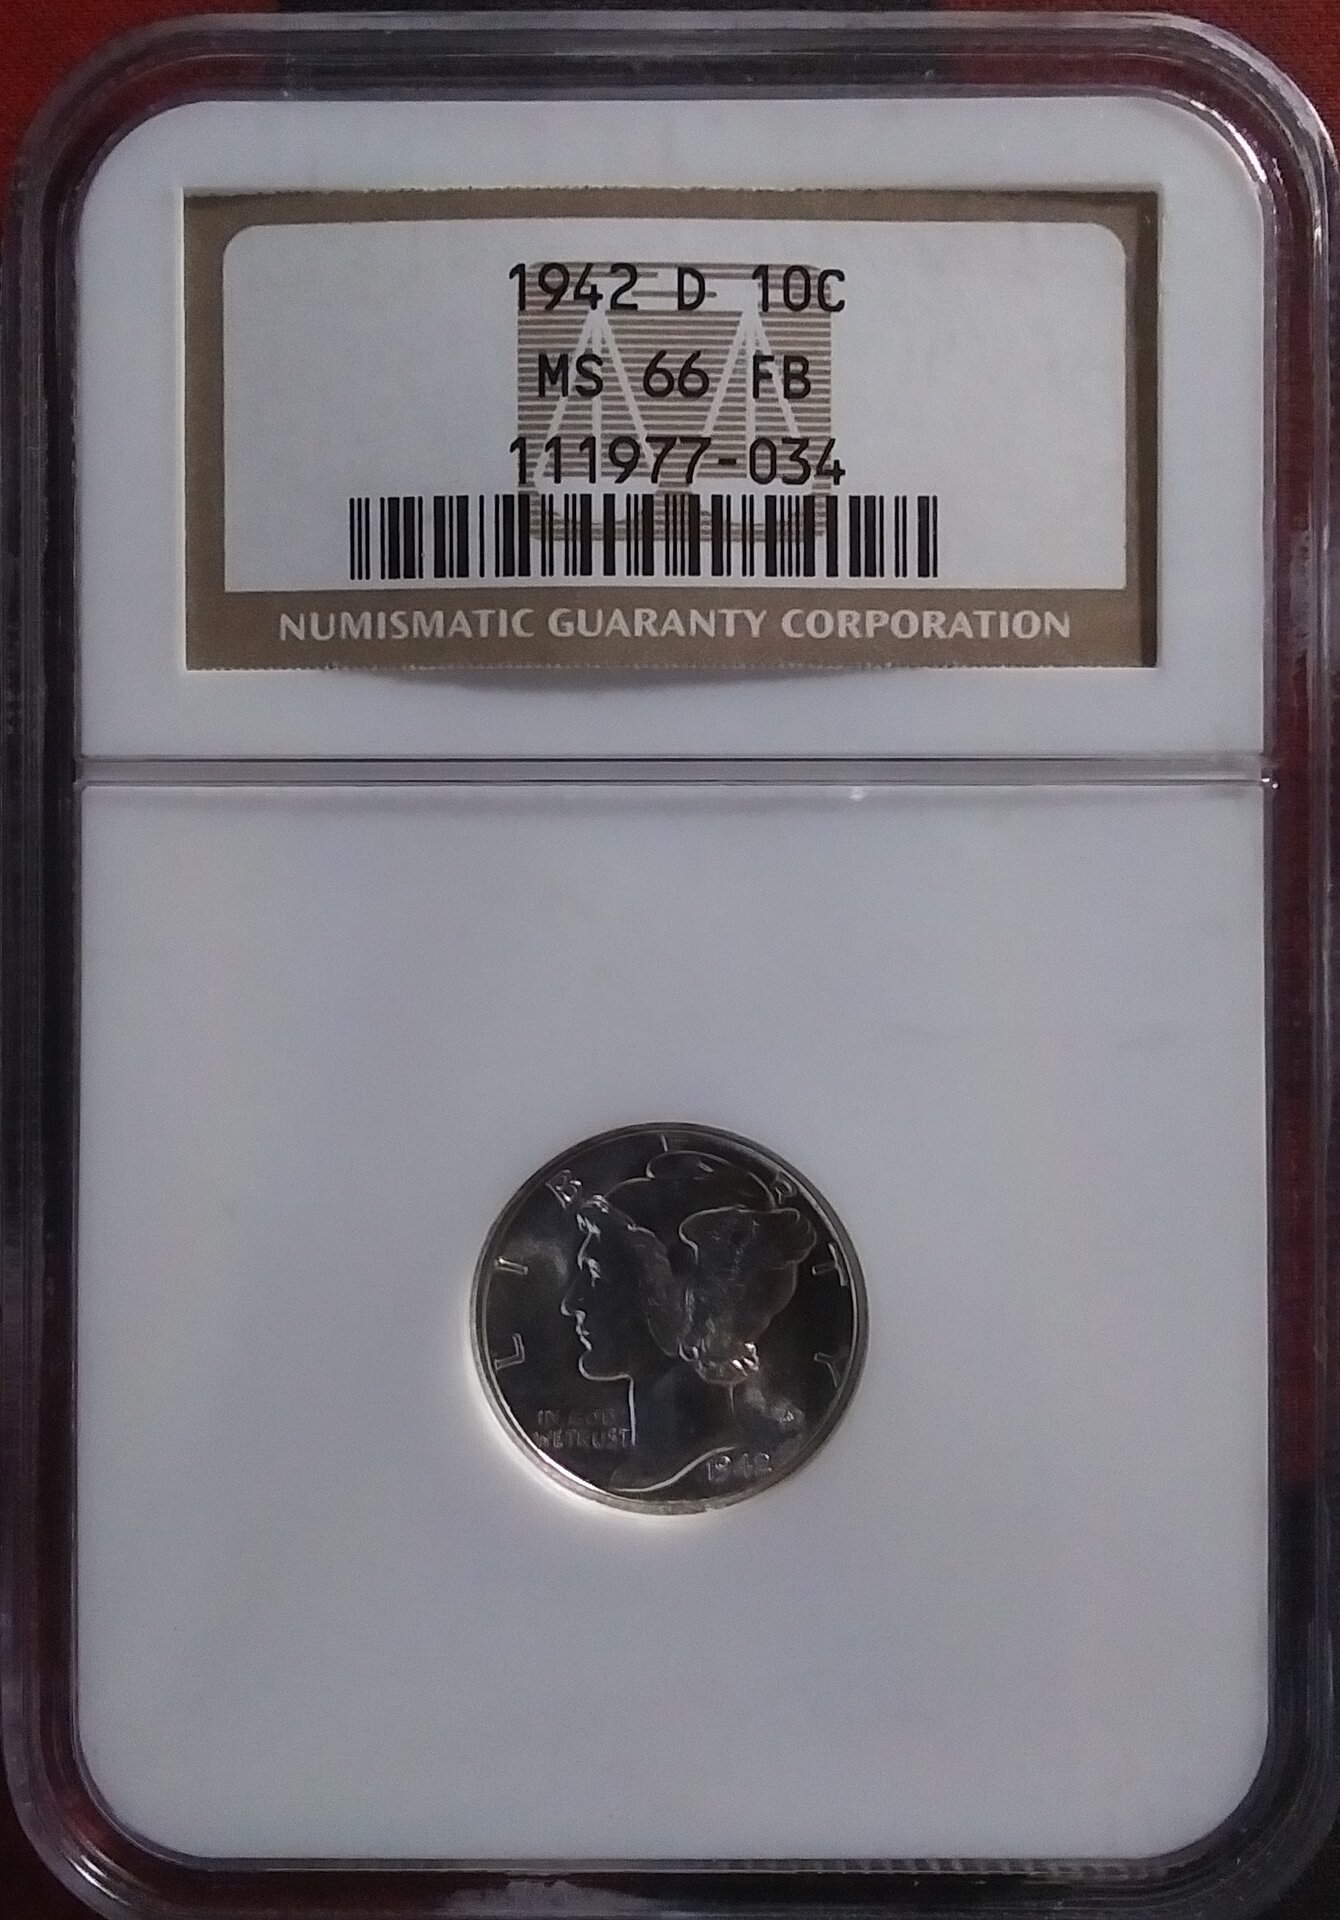 1942 D 10C
MS 66 FB
111977-034
NUMISMATIC GUARANTY CORPORATION
LIBERTY
IN GOD
WE TRUST
1942